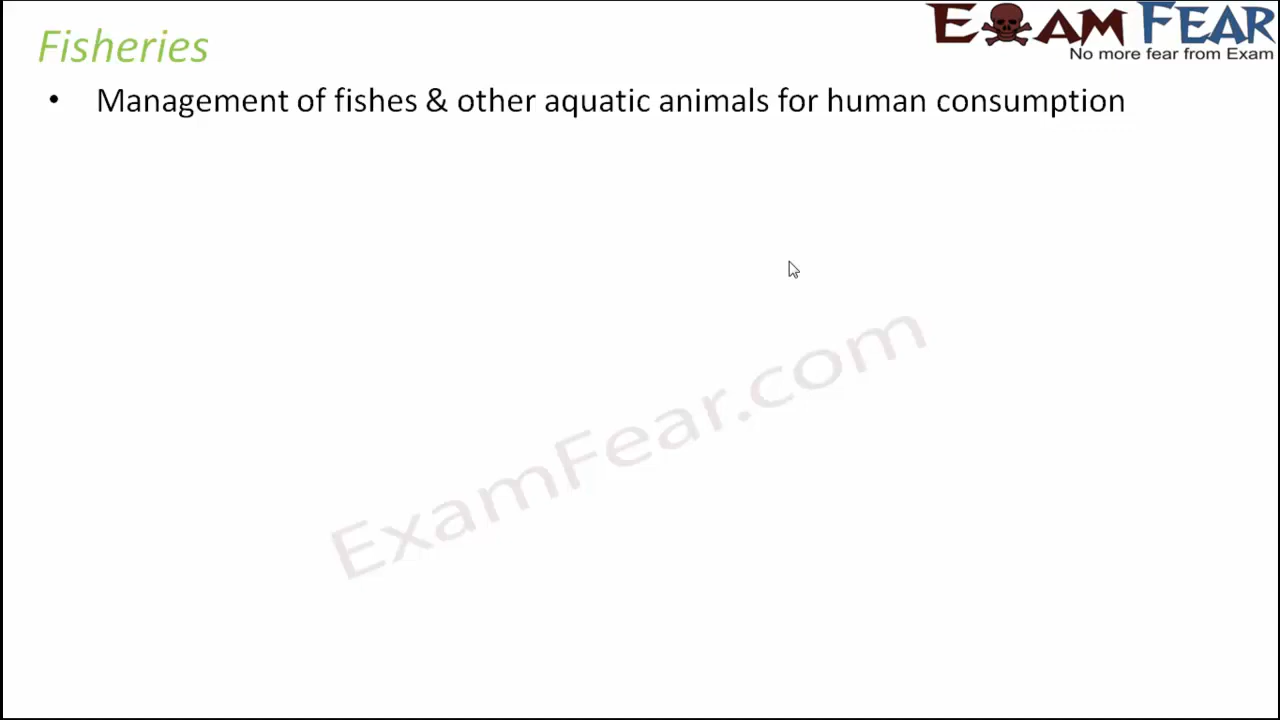 Fisheries
EXAM FEAR
No more fear from Exam
• Management of fishes & other aquatic animals for human consumption
ExamFear.com